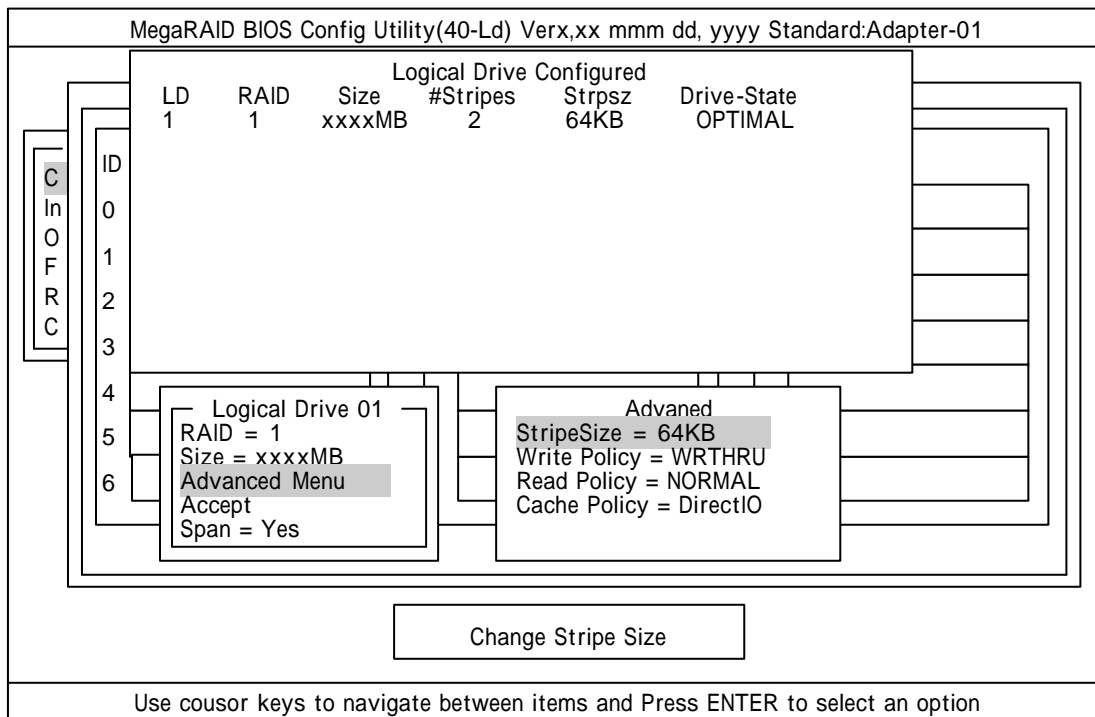 MegaRAID BIOS Config Utility(40-Ld) Verx,xx mmm dd, yyyy Standard:Adapter-01
Logical Drive Configured
LD RAID Size #Stripes Strpsz Drive-State
1 1 xxxxMB 2 64KB OPTIMAL
ID
C
In
O
F
R
C
0
1
2
3
4
5
6
Logical Drive 01
RAID = 1
Size = xxxxMB
Advanced Menu
Accept
Span = Yes
Advaned
StripeSize = 64KB
Write Policy = WRTHRU
Read Policy = NORMAL
Cache Policy = DirectIO
Change Stripe Size
Use cousor keys to navigate between items and Press ENTER to select an option